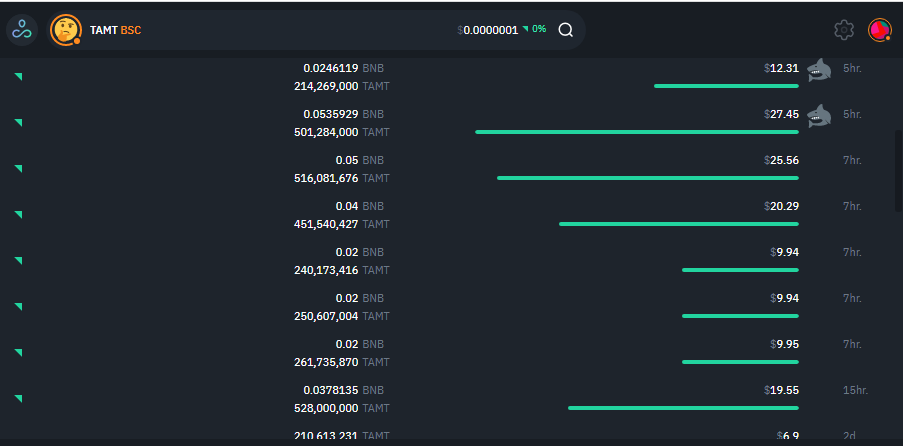 TAMT BSC $0.0000001 0%
0.0246119 BNB $12.31 5hr.
214,269,000 TAMT
0.0535929 BNB $27.45 5hr.
501,284,000 TAMT
0.05 BNB $25.56 7hr.
516,081,676 TAMT
0.04 BNB $20.29 7hr.
451,540,427 TAMT
0.02 BNB $9.94 7hr.
240,173,416 TAMT
0.02 BNB $9.94 7hr.
250,607,004 TAMT
0.02 BNB $9.95 7hr.
261,735,870 TAMT
0.0378135 BNB $19.55 15hr.
528,000,000 TAMT
210,613,231 TAMT $6.9 2d